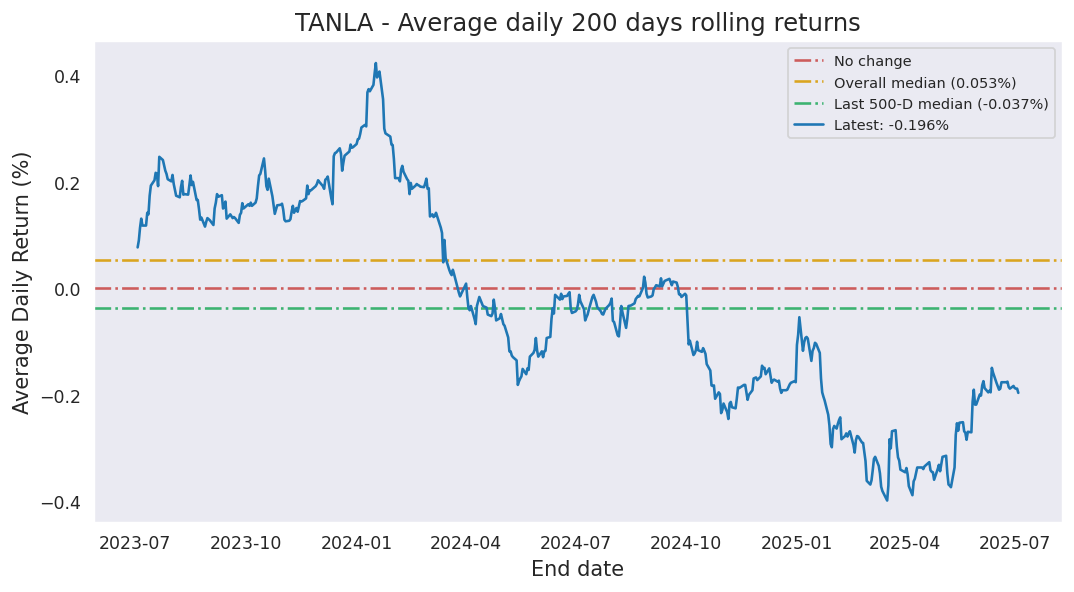 TANLA - Average daily 200 days rolling returns
No change
Overall median (0.053%)
Last 500-D median (-0.037%)
Latest: -0.196%
Average Daily Return (%)
0.4
0.2
0.0
−0.2
−0.4
2023-07 2023-10 2024-01 2024-04 2024-07 2024-10 2025-01 2025-04 2025-07
End date